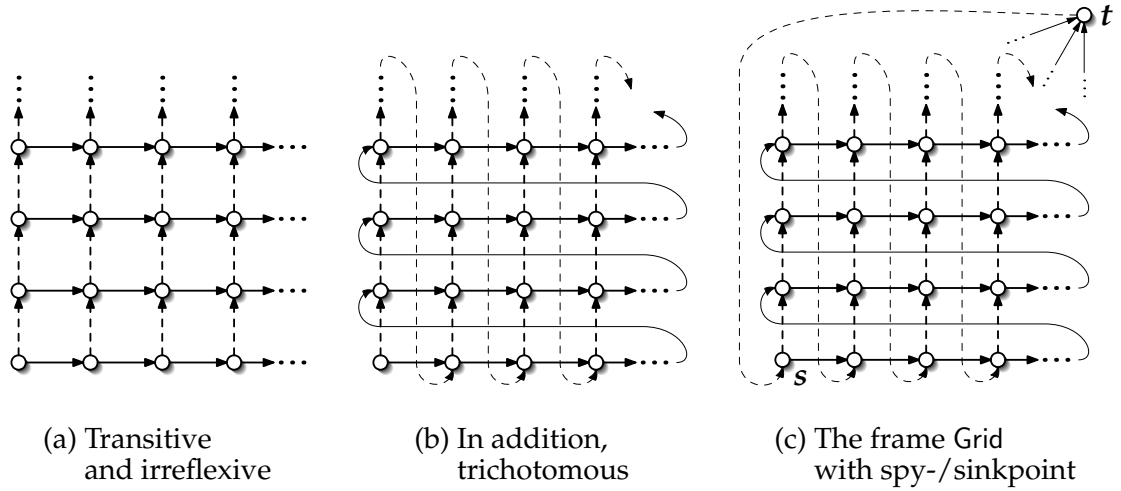 t
s
(a) Transitive
and irreflexive
(b) In addition,
trichotomous
(c) The frame Grid
with spy-/sinkpoint